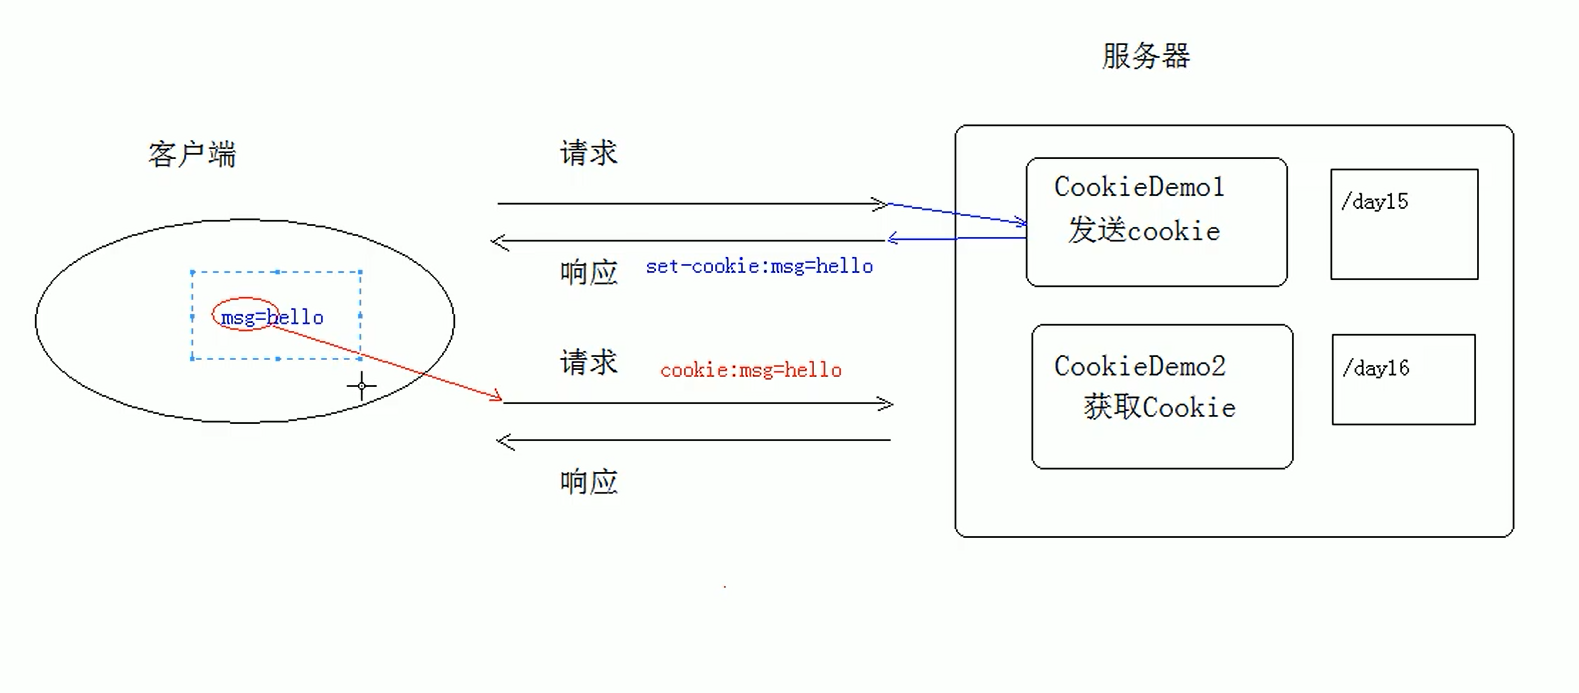 服务器
客户端
请求
CookieDemo1
发送cookie
/day15
响应
set-cookie:msg=hello
msg=hello
请求
cookie:msg=hello
CookieDemo2
获取Cookie
/day16
响应